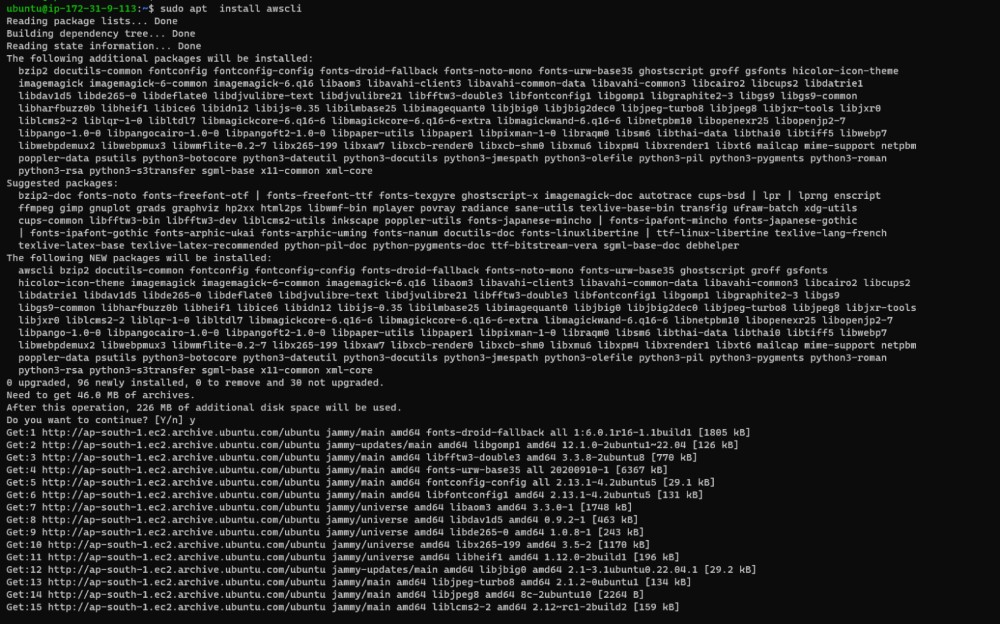 ubuntu@ip-172-31-9-113:~$ sudo apt  install awscli
Reading package lists... Done
Building dependency tree... Done
Reading state information... Done
The following additional packages will be installed:
  bzip2 docutils-common fontconfig fontconfig-config fonts-droid-fallback fonts-noto-mono fonts-urw-base35 ghostscript groff gsfonts hicolor-icon-theme
  imagemagick imagemagick-6-common imagemagick-6.q16 libaom3 libavahi-client3 libavahi-common-data libavahi-common3 libcairo2 libcups2 libdatrie1
  libdav1d5 libde265-0 libdeflate0 libdjvulibre-text libdjvulibre21 libfftw3-double3 libfontconfig1 libgomp1 libgraphite2-3 libgs9 libgs9-common
  libharfbuzz0b libheif1 libice6 libidn12 libijs-0.35 libilmbase25 libimagequant0 libjbig0 libjbig2dec0 libjpeg-turbo8 libjpeg8 libjxr-tools libjxr0
  liblcms2-2 liblqr-1-0 libltdl7 libmagickcore-6.q16-6 libmagickcore-6.q16-6-extra libmagickwand-6.q16-6 libnetpbm10 libopenexr25 libopenjp2-7
  libpango-1.0-0 libpangocairo-1.0-0 libpangoft2-1.0-0 libpaper-utils libpaper1 libpixman-1-0 libraqm0 libsm6 libthai-data libthai0 libtiff5 libwebp7
  libwebpdemux2 libwebpmux3 libwmflite-0.2-7 libx265-199 libxaw7 libxcb-render0 libxcb-shm0 libxmu6 libxpm4 libxrender1 libxt6 mailcap mime-support netpbm
  poppler-data psutils python3-botocore python3-dateutil python3-docutils python3-jmespath python3-olefile python3-pil python3-pygments python3-roman
  python3-rsa python3-s3transfer sgml-base x11-common xml-core
Suggested packages:
  bzip2-doc fonts-noto fonts-freefont-otf | fonts-freefont-ttf fonts-texgyre ghostscript-x imagemagick-doc autotrace cups-bsd | lpr | lprng enscript
  ffmpeg gimp gnuplot grads graphviz hp2xx html2ps libwmf-bin mplayer povray radiance sane-utils texlive-base-bin transfig ufraw-batch xdg-utils
  cups-common libfftw3-bin libfftw3-dev liblcms2-utils inkscape poppler-utils fonts-japanese-mincho | fonts-ipafont-mincho fonts-japanese-gothic
  | fonts-ipafont-gothic fonts-arphic-ukai fonts-arphic-uming fonts-nanum docutils-doc fonts-linuxlibertine | ttf-linux-libertine texlive-lang-french
  texlive-latex-base texlive-latex-recommended python-pil-doc python-pygments-doc ttf-bitstream-vera sgml-base-doc debhelper
The following NEW packages will be installed:
  awscli bzip2 docutils-common fontconfig fontconfig-config fonts-droid-fallback fonts-noto-mono fonts-urw-base35 ghostscript groff gsfonts
  hicolor-icon-theme imagemagick imagemagick-6-common imagemagick-6.q16 libaom3 libavahi-client3 libavahi-common-data libavahi-common3 libcairo2 libcups2
  libdatrie1 libdav1d5 libde265-0 libdeflate0 libdjvulibre-text libdjvulibre21 libfftw3-double3 libfontconfig1 libgomp1 libgraphite2-3 libgs9
  libgs9-common libharfbuzz0b libheif1 libice6 libidn12 libijs-0.35 libilmbase25 libimagequant0 libjbig0 libjbig2dec0 libjpeg-turbo8 libjpeg8 libjxr-tools
  libjxr0 liblcms2-2 liblqr-1-0 libltdl7 libmagickcore-6.q16-6 libmagickcore-6.q16-6-extra libmagickwand-6.q16-6 libnetpbm10 libopenexr25 libopenjp2-7
  libpango-1.0-0 libpangocairo-1.0-0 libpangoft2-1.0-0 libpaper-utils libpaper1 libpixman-1-0 libraqm0 libsm6 libthai-data libthai0 libtiff5 libwebp7
  libwebpdemux2 libwebpmux3 libwmflite-0.2-7 libx265-199 libxaw7 libxcb-render0 libxcb-shm0 libxmu6 libxpm4 libxrender1 libxt6 mailcap mime-support netpbm
  poppler-data psutils python3-botocore python3-dateutil python3-docutils python3-jmespath python3-olefile python3-pil python3-pygments python3-roman
  python3-rsa python3-s3transfer sgml-base x11-common xml-core
0 upgraded, 96 newly installed, 0 to remove and 30 not upgraded.
Need to get 46.0 MB of archives.
After this operation, 226 MB of additional disk space will be used.
Do you want to continue? [Y/n] y
Get:1 http://ap-south-1.ec2.archive.ubuntu.com/ubuntu jammy/main amd64 fonts-droid-fallback all 1:6.0.1r16-1.1build1 [1805 kB]
Get:2 http://ap-south-1.ec2.archive.ubuntu.com/ubuntu jammy-updates/main amd64 libgomp1 amd64 12.1.0-2ubuntu1~22.04 [126 kB]
Get:3 http://ap-south-1.ec2.archive.ubuntu.com/ubuntu jammy/main amd64 libfftw3-double3 amd64 3.3.8-2ubuntu8 [770 kB]
Get:4 http://ap-south-1.ec2.archive.ubuntu.com/ubuntu jammy/main amd64 fonts-urw-base35 all 20200910-1 [6367 kB]
Get:5 http://ap-south-1.ec2.archive.ubuntu.com/ubuntu jammy/main amd64 fontconfig-config all 2.13.1-4.2ubuntu5 [29.1 kB]
Get:6 http://ap-south-1.ec2.archive.ubuntu.com/ubuntu jammy/main amd64 libfontconfig1 amd64 2.13.1-4.2ubuntu5 [131 kB]
Get:7 http://ap-south-1.ec2.archive.ubuntu.com/ubuntu jammy/universe amd64 libaom3 amd64 3.3.0-1 [1748 kB]
Get:8 http://ap-south-1.ec2.archive.ubuntu.com/ubuntu jammy/universe amd64 libdav1d5 amd64 0.9.2-1 [463 kB]
Get:9 http://ap-south-1.ec2.archive.ubuntu.com/ubuntu jammy/universe amd64 libde265-0 amd64 1.0.8-1 [243 kB]
Get:10 http://ap-south-1.ec2.archive.ubuntu.com/ubuntu jammy/universe amd64 libx265-199 amd64 3.5-2 [1170 kB]
Get:11 http://ap-south-1.ec2.archive.ubuntu.com/ubuntu jammy/universe amd64 libheif1 amd64 1.12.0-2build1 [196 kB]
Get:12 http://ap-south-1.ec2.archive.ubuntu.com/ubuntu jammy-updates/main amd64 libjbig0 amd64 2.1-3.1ubuntu0.22.04.1 [29.2 kB]
Get:13 http://ap-south-1.ec2.archive.ubuntu.com/ubuntu jammy/main amd64 libjpeg-turbo8 amd64 2.1.2-0ubuntu1 [134 kB]
Get:14 http://ap-south-1.ec2.archive.ubuntu.com/ubuntu jammy/main amd64 libjpeg8 amd64 8c-2ubuntu10 [2264 B]
Get:15 http://ap-south-1.ec2.archive.ubuntu.com/ubuntu jammy/main amd64 liblcms2-2 amd64 2.12~rc1-2build2 [159 kB]